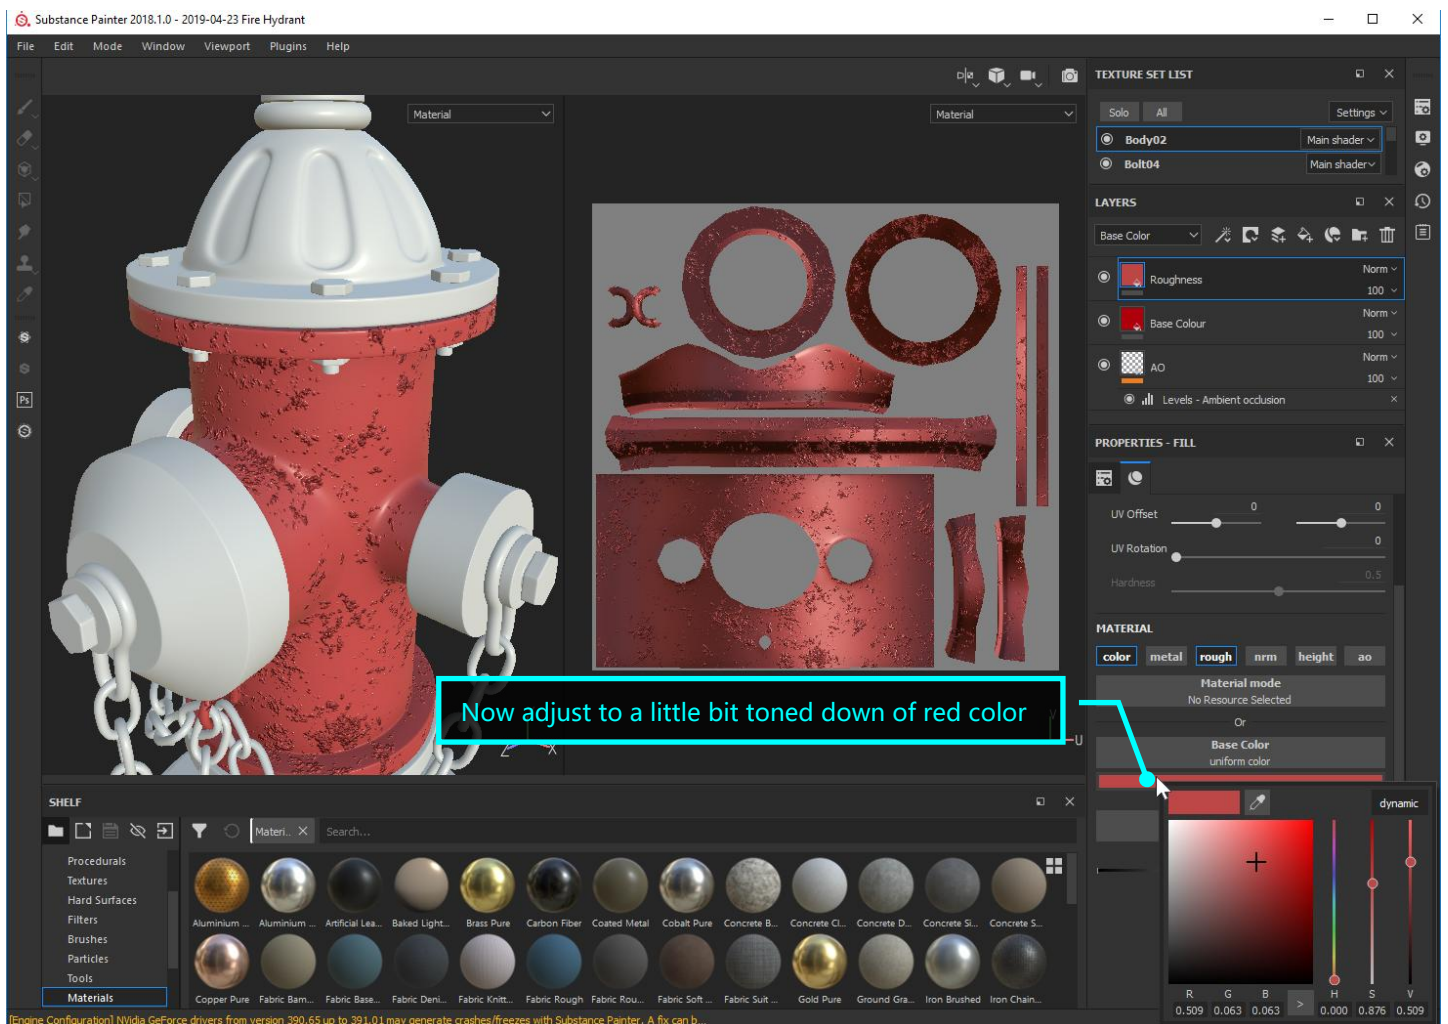 Substance Painter 2018.1.0 - 2019-04-23 Fire Hydrant
File Edit Mode Window Viewport Plugins Help
Material
Material
TEXTURE SET LIST
Solo All Settings
Body02 Main shader
Bolt04 Main shader
LAYERS
Base Color
Roughness Norm
100
Base Colour Norm
100
AO Norm
100
Levels - Ambient occlusion
PROPERTIES - FILL
UV Offset 0 0
UV Rotation 0
Hardness 0.5
MATERIAL
color metal rough nrm height ao
Material mode
No Resource Selected
Or
Base Color
uniform color
Now adjust to a little bit toned down of red color
Z X
U
Ps
dynamic
R G B H S V
0.509 0.063 0.063 > 0.000 0.876 0.509
SHELF
Materi.. Search...
Procedurals
Textures
Hard Surfaces
Filters
Brushes
Particles
Tools
Materials
Aluminium ... Aluminium ... Artificial Lea... Baked Light... Brass Pure Carbon Fiber Coated Metal Cobalt Pure Concrete B... Concrete Cl... Concrete D... Concrete Si... Concrete S...
Copper Pure Fabric Bam... Fabric Base... Fabric Deni... Fabric Knitt... Fabric Rough Fabric Rou... Fabric Soft ... Fabric Suit ... Gold Pure Ground Gra... Iron Brushed Iron Chain...
[Engine Configuration] NVidia GeForce drivers from version 390.65 up to 391.01 may generate crashes/freezes with Substance Painter. A fix can b...